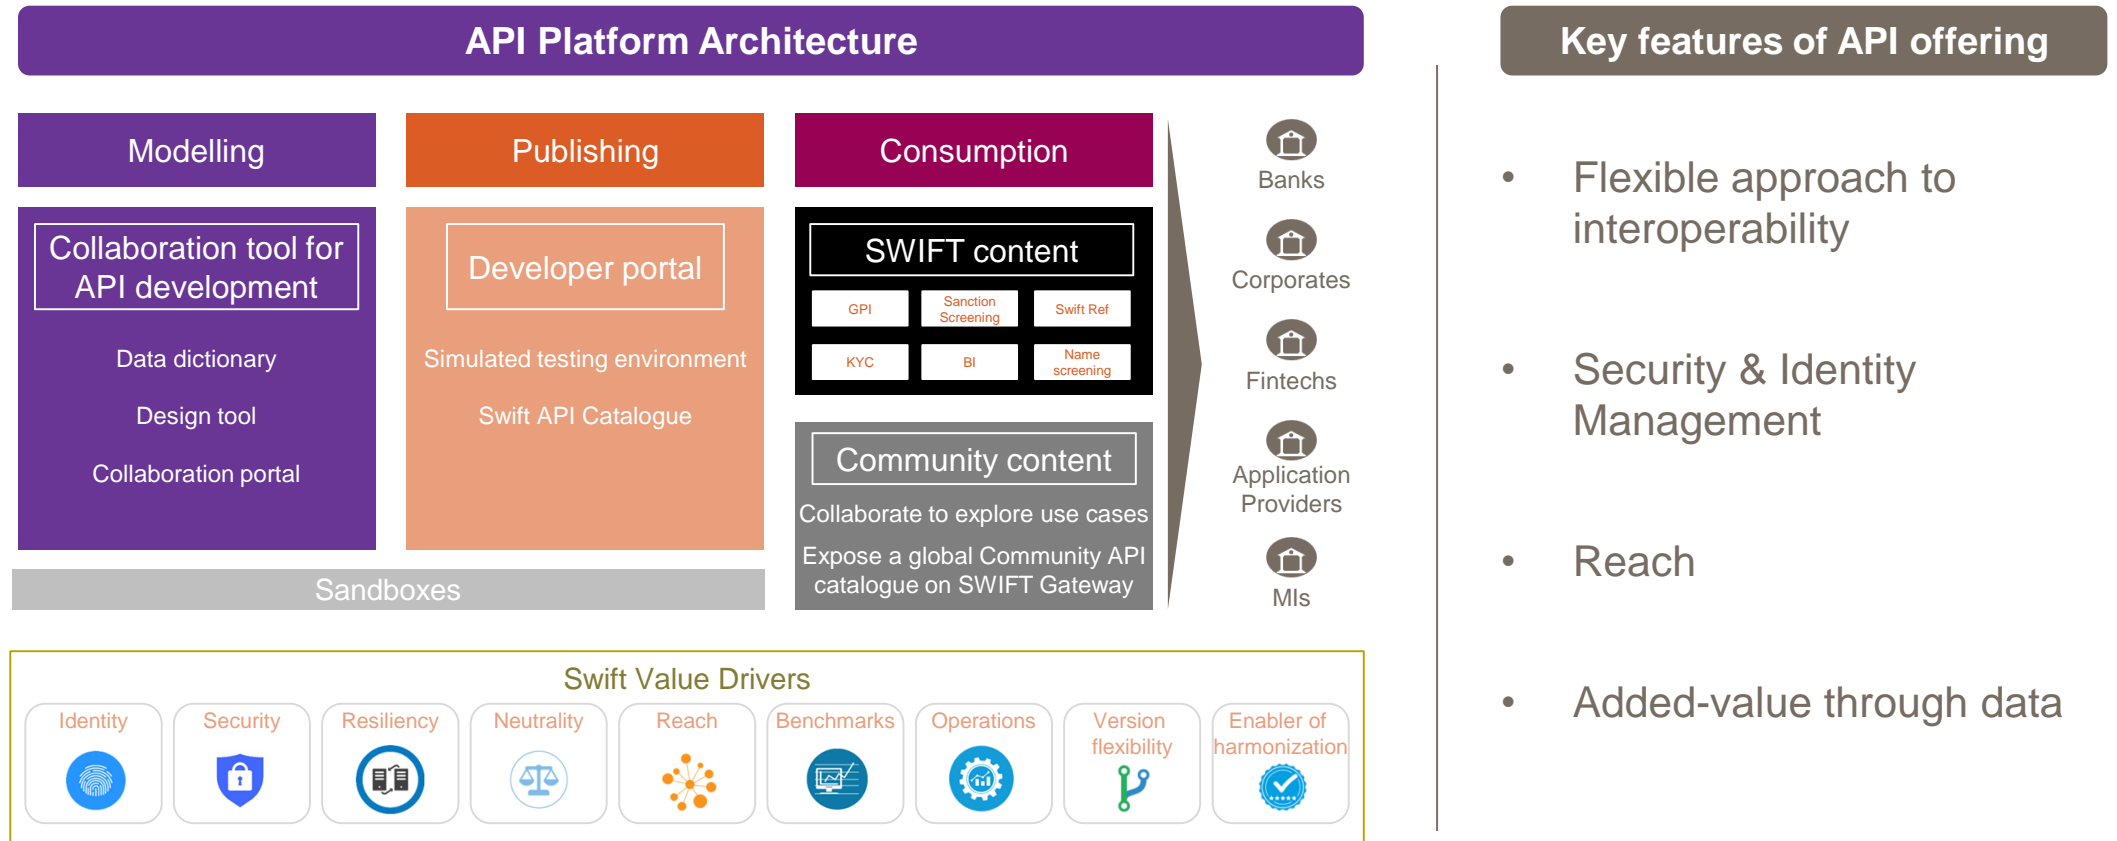 API Platform Architecture
Key features of API offering
Modelling
Publishing
Consumption
Collaboration tool for
API development
Data dictionary
Design tool
Collaboration portal
Developer portal
Simulated testing environment
Swift API Catalogue
Sandboxes
SWIFT content
GPI
Sanction
Screening
Swift Ref
KYC
BI
Name
screening
Community content
Collaborate to explore use cases
Expose a global Community API
catalogue on SWIFT Gateway
Banks
Corporates
Fintechs
Application
Providers
MIs
• Flexible approach to
interoperability
• Security & Identity
Management
• Reach
• Added-value through data
Swift Value Drivers
Identity
Security
Resiliency
Neutrality
Reach
Benchmarks
Operations
Version
flexibility
Enabler of
harmonization